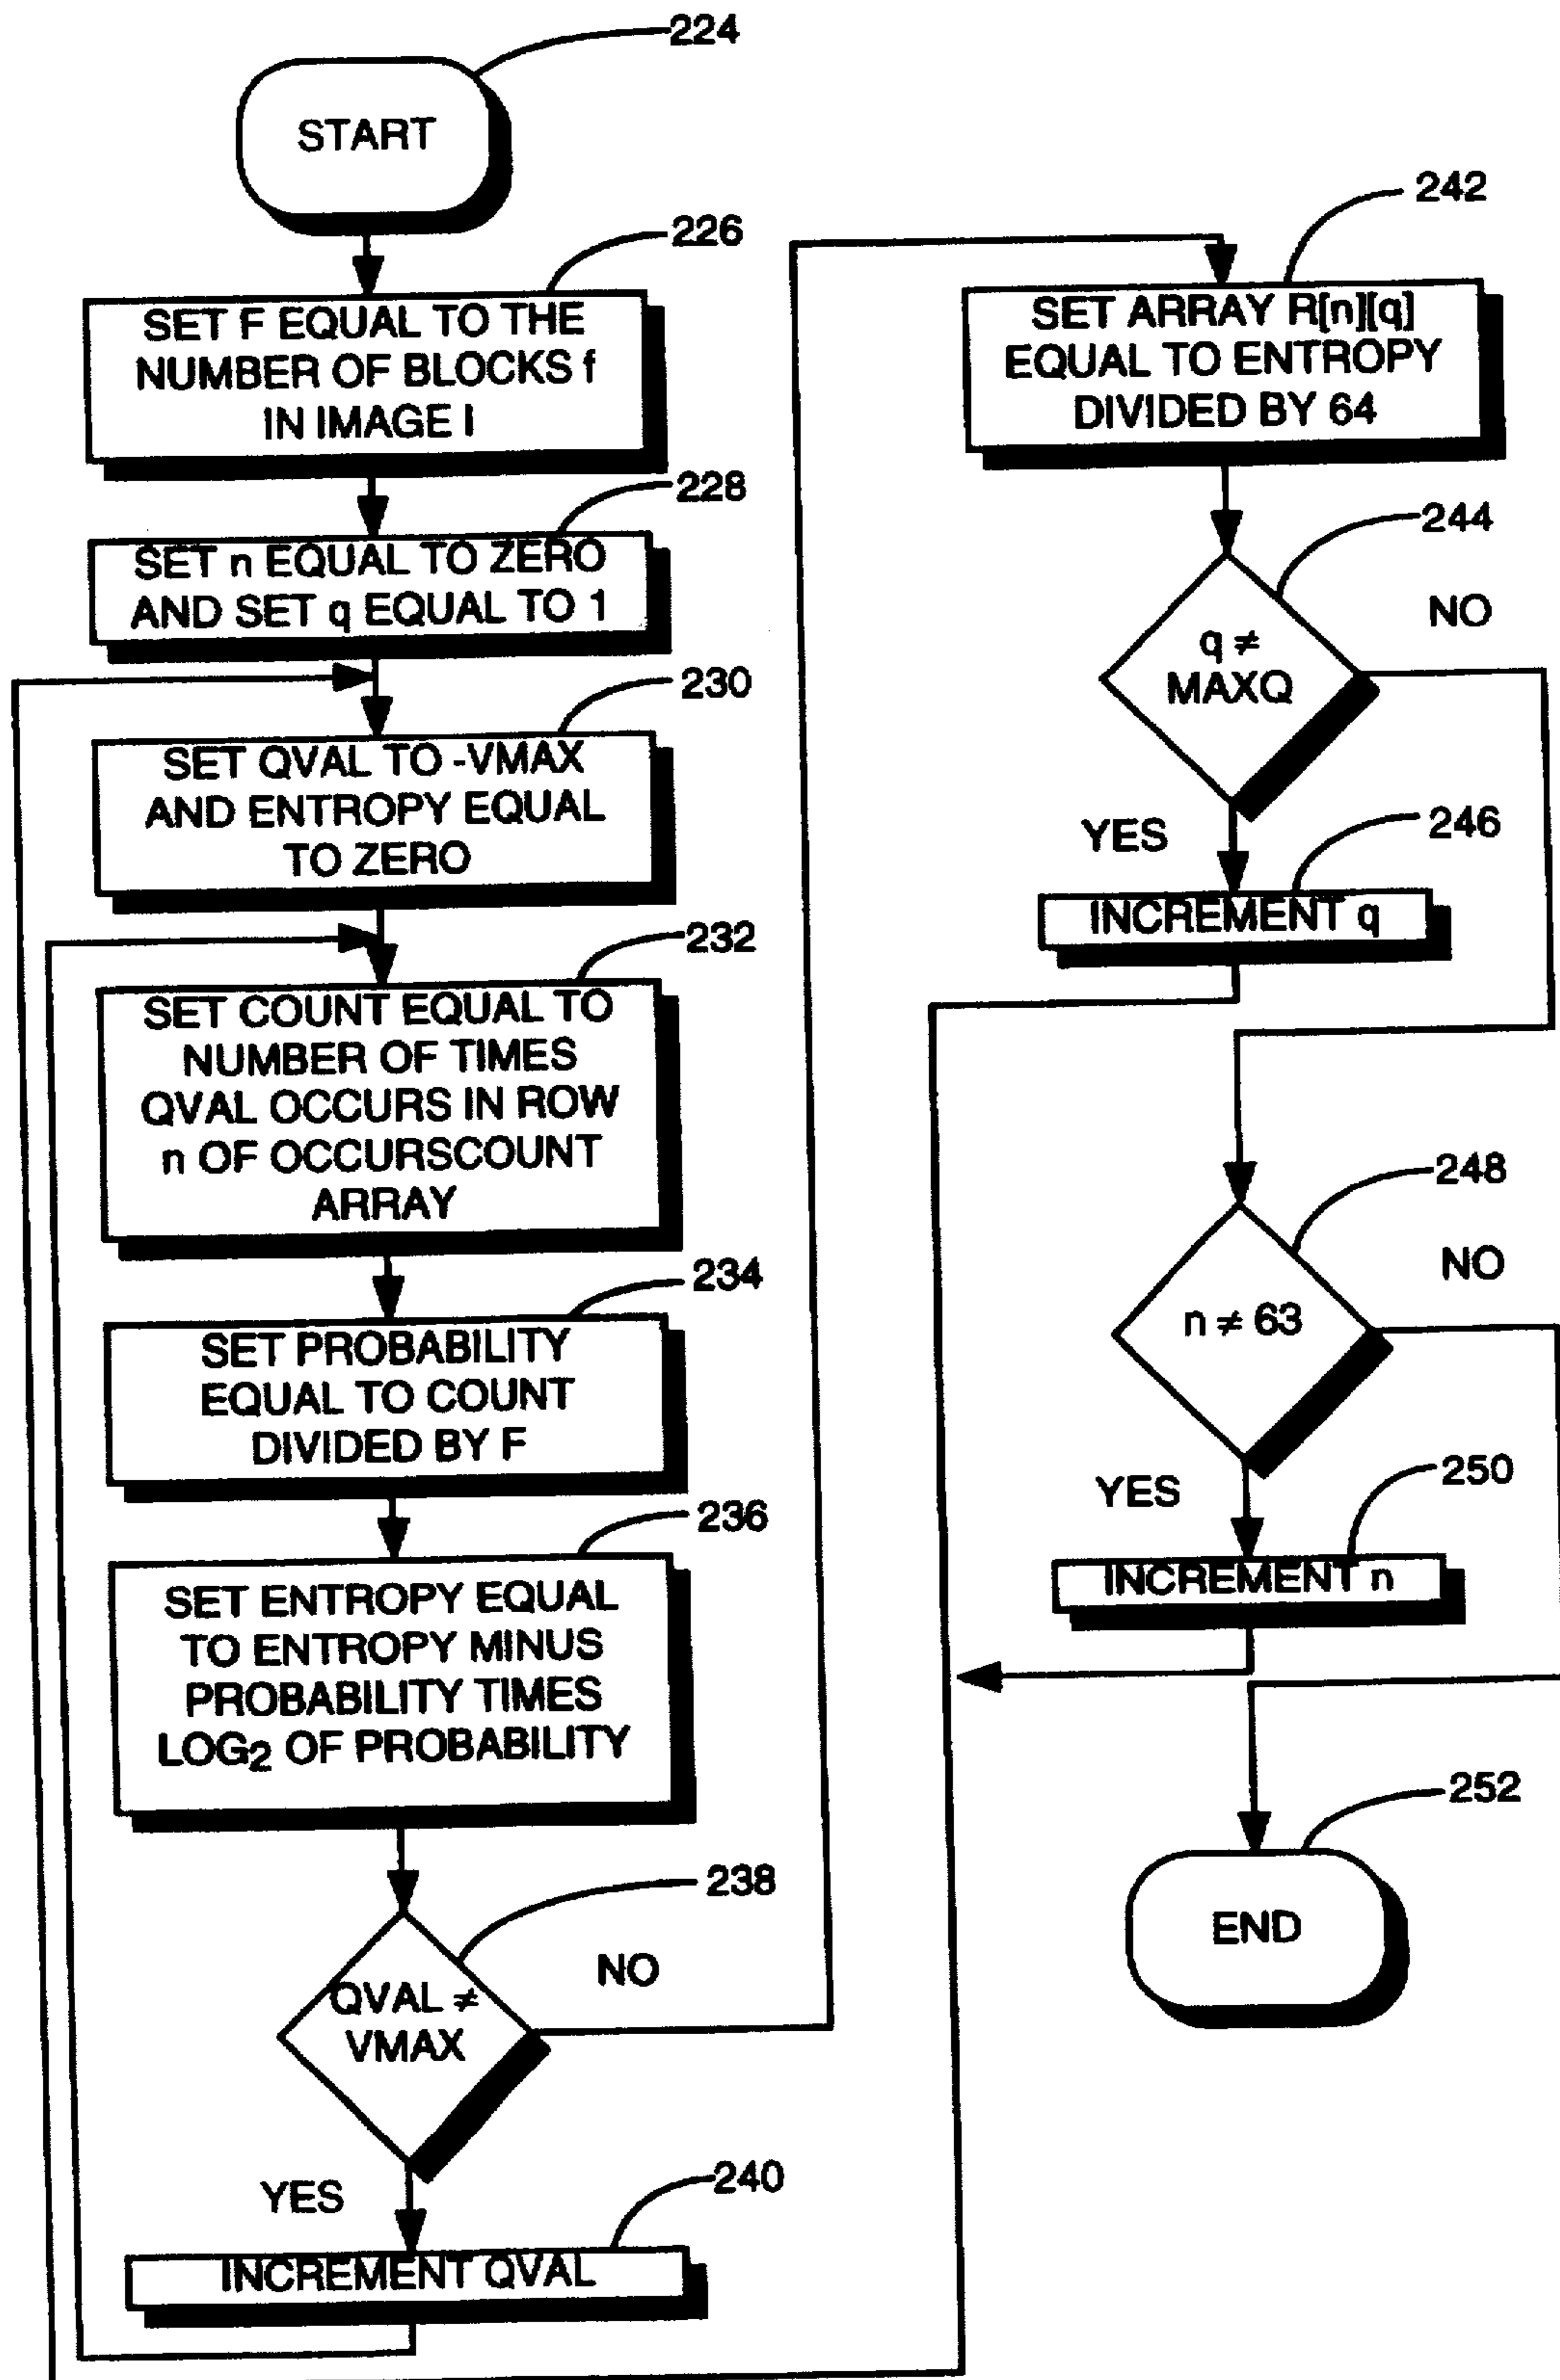 224
START
226
SET F EQUAL TO THE
NUMBER OF BLOCKS f
IN IMAGE I
228
SET n EQUAL TO ZERO
AND SET q EQUAL TO 1
230
SET QVAL TO -VMAX
AND ENTROPY EQUAL
TO ZERO
232
SET COUNT EQUAL TO
NUMBER OF TIMES
QVAL OCCURS IN ROW
n OF OCCURSCOUNT
ARRAY
234
SET PROBABILITY
EQUAL TO COUNT
DIVIDED BY F
236
SET ENTROPY EQUAL
TO ENTROPY MINUS
PROBABILITY TIMES
LOG₂ OF PROBABILITY
238
QVAL ≠
VMAX
NO
YES
240
INCREMENT QVAL
242
SET ARRAY R[n][q]
EQUAL TO ENTROPY
DIVIDED BY 64
244
q ≠
MAXQ
NO
YES
246
INCREMENT q
248
n ≠ 63
NO
YES
250
INCREMENT n
252
END